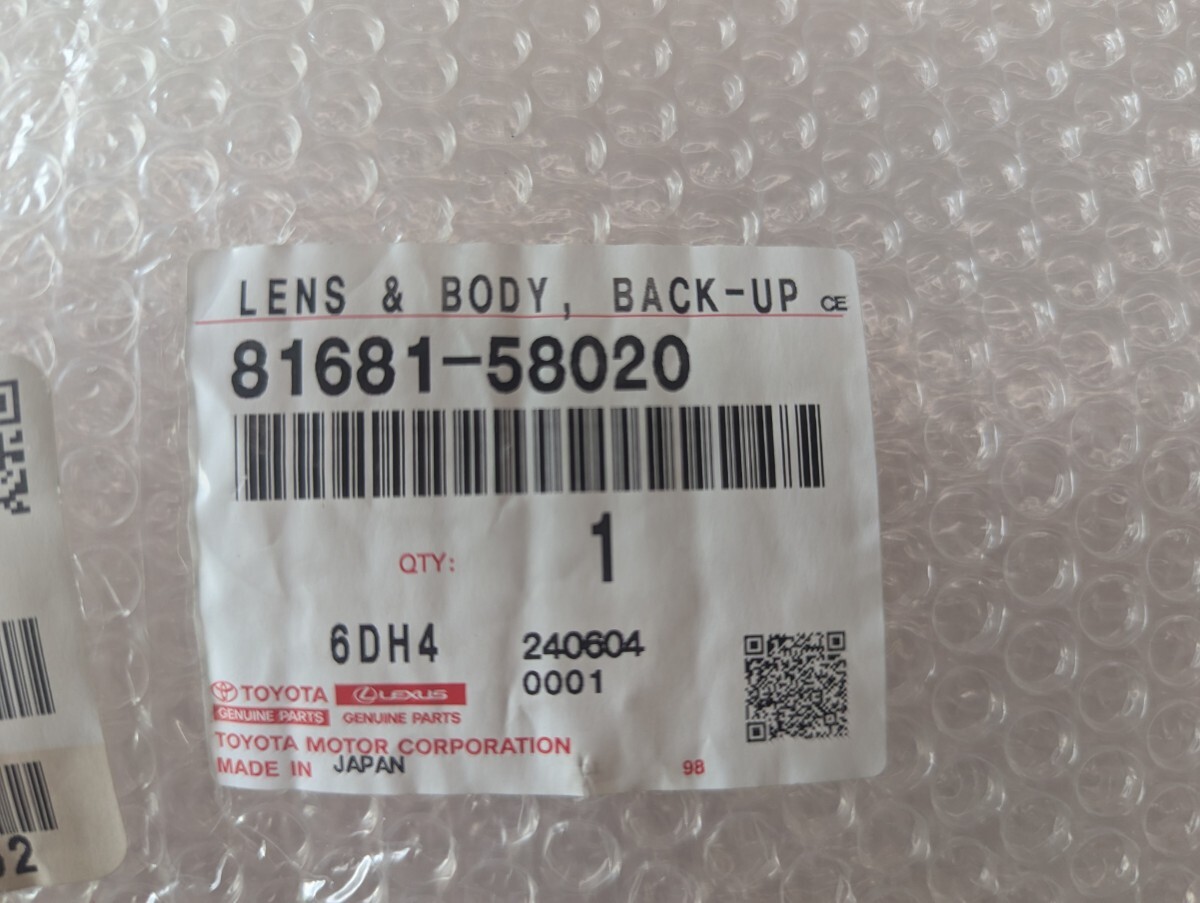 LENS & BODY, BACK-UP CE
81681-58020
QTY: 1
6DH4 240604
0001
TOYOTA LEXUS
GENUINE PARTS GENUINE PARTS
TOYOTA MOTOR CORPORATION
MADE IN JAPAN 98